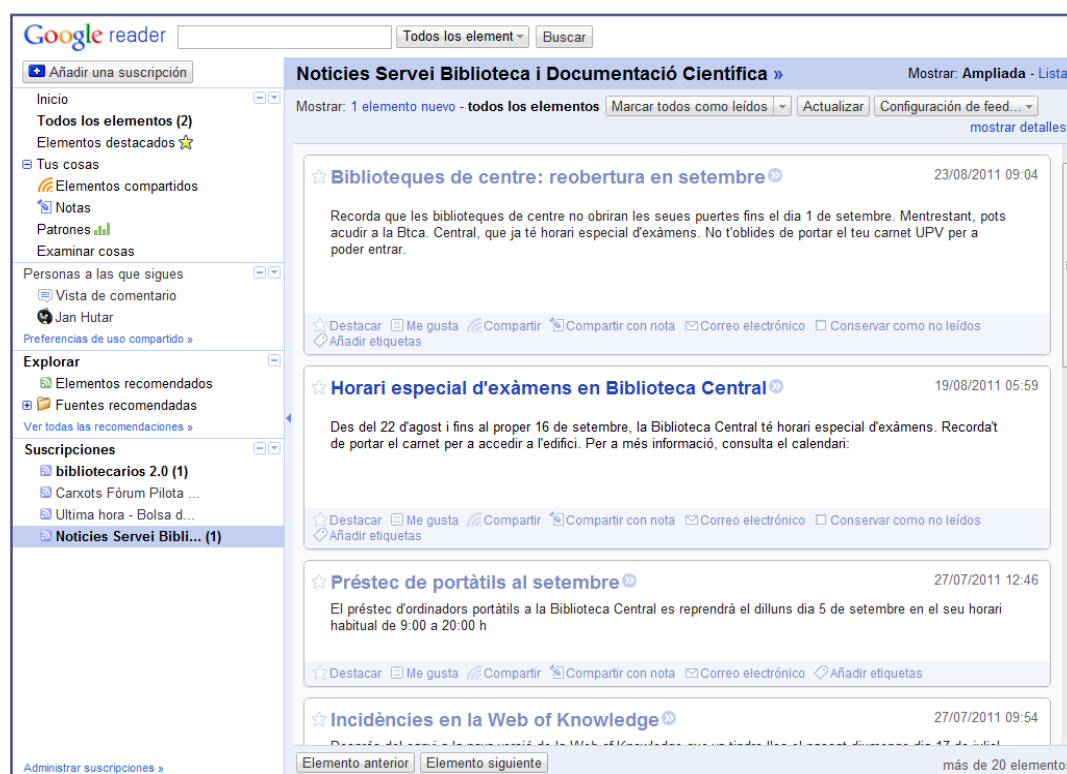 Google reader
Todos los element
Buscar
Añadir una suscripción
Inicio
Todos los elementos (2)
Elementos destacados
Tus cosas
Elementos compartidos
Notas
Patrones
Examinar cosas
Personas a las que sigues
Vista de comentario
Jan Hutar
Preferencias de uso compartido »
Explorar
Elementos recomendados
Fuentes recomendadas
Ver todas las recomendaciones »
Suscripciones
bibliotecarios 2.0 (1)
Carxots Fòrum Pilota ...
Ultima hora - Bolsa d...
Noticies Servei Bibli... (1)
Administrar suscripciones »
Noticies Servei Biblioteca i Documentació Científica »
Mostrar: Ampliada - Lista
Mostrar: 1 elemento nuevo - todos los elementos
Marcar todos como leídos
Actualizar
Configuración de feed...
mostrar detalles
Biblioteques de centre: reobertura en setembre
23/08/2011 09:04
Recorda que les biblioteques de centre no obriran les seues puertes fins el dia 1 de setembre. Mentrestant, pots
acudir a la Btca. Central, que ja té horari especial d'exàmens. No t'oblides de portar el teu carnet UPV per a
poder entrar.
Destacar Me gusta Compartir Compartir con nota Correo electrónico Conservar como no leídos
Añadir etiquetas
Horari especial d'exàmens en Biblioteca Central
19/08/2011 05:59
Des del 22 d'agost i fins al proper 16 de setembre, la Biblioteca Central té horari especial d'exàmens. Recorda't
de portar el carnet per a accedir a l'edifici. Per a més informació, consulta el calendari:
Destacar Me gusta Compartir Compartir con nota Correo electrónico Conservar como no leídos
Añadir etiquetas
Préstec de portàtils al setembre
27/07/2011 12:46
El préstec d'ordinadors portàtils a la Biblioteca Central es reprendrà el dilluns dia 5 de setembre en el seu horari
habitual de 9:00 a 20:00 h
Destacar Me gusta Compartir Compartir con nota Correo electrónico Añadir etiquetas
Incidències en la Web of Knowledge
27/07/2011 09:54
Elemento anterior
Elemento siguiente
más de 20 elementos